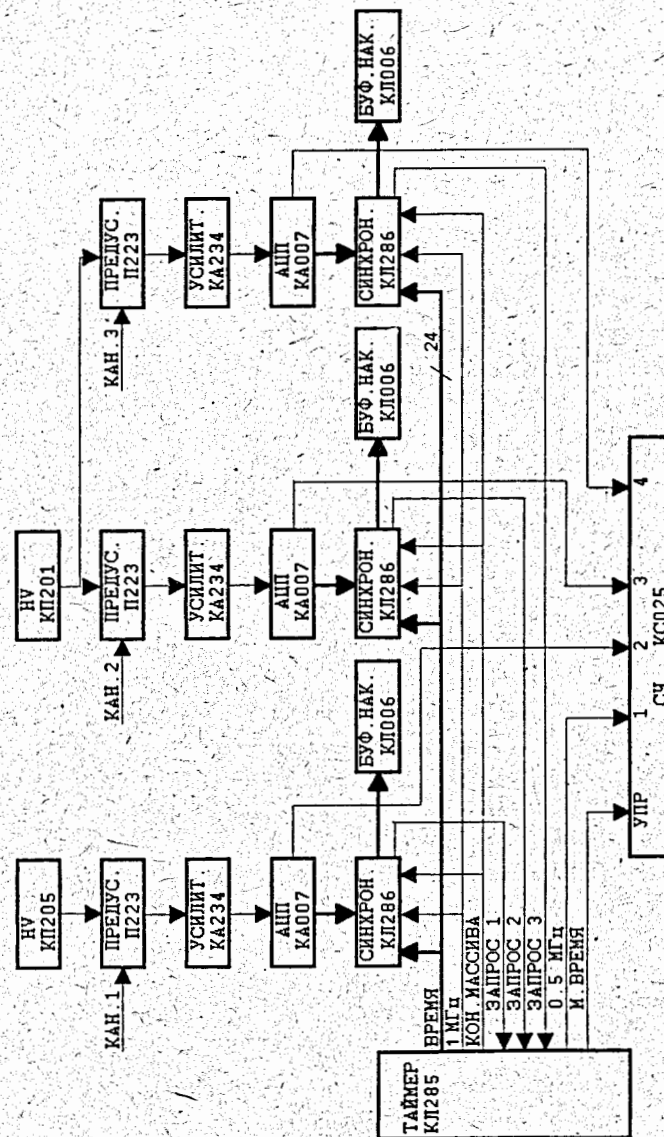 HV
КП205
HV
КП201
КАН 1
ПРЕДУС.
П223
КАН 2
ПРЕДУС.
П223
КАН 3
ПРЕДУС.
П223
УСИЛИТ.
КА234
УСИЛИТ.
КА234
УСИЛИТ.
КА234
АЦП
КА007
АЦП
КА007
АЦП
КА007
СИНХРОН.
КЛ286
БУФ.НАК.
КЛ006
СИНХРОН.
КЛ286
БУФ.НАК.
КЛ006
СИНХРОН.
КЛ286
БУФ.НАК.
КЛ006
ТАЙМЕР
КЛ285
ВРЕМЯ
24
1 МГц
КОН.МАССИВА
ЗАПРОС 1
ЗАПРОС 2
ЗАПРОС 3
0.5 МГц
М.ВРЕМЯ
УПР
1
2
3
4
СЧ КС025